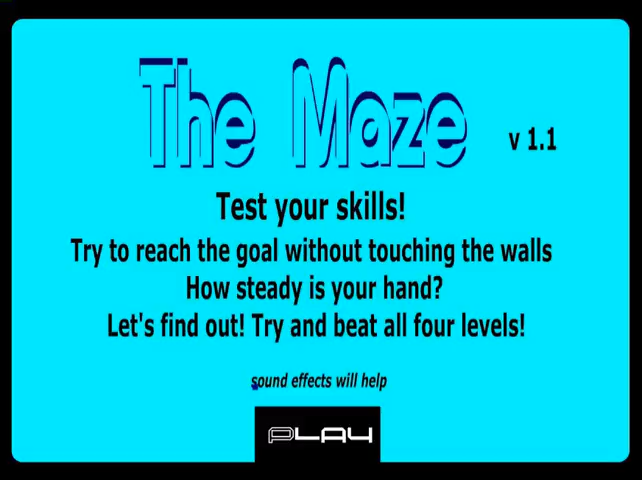 The Maze
v 1.1
Test your skills!
Try to reach the goal without touching the walls
How steady is your hand?
Let's find out! Try and beat all four levels!
sound effects will help
PLAY